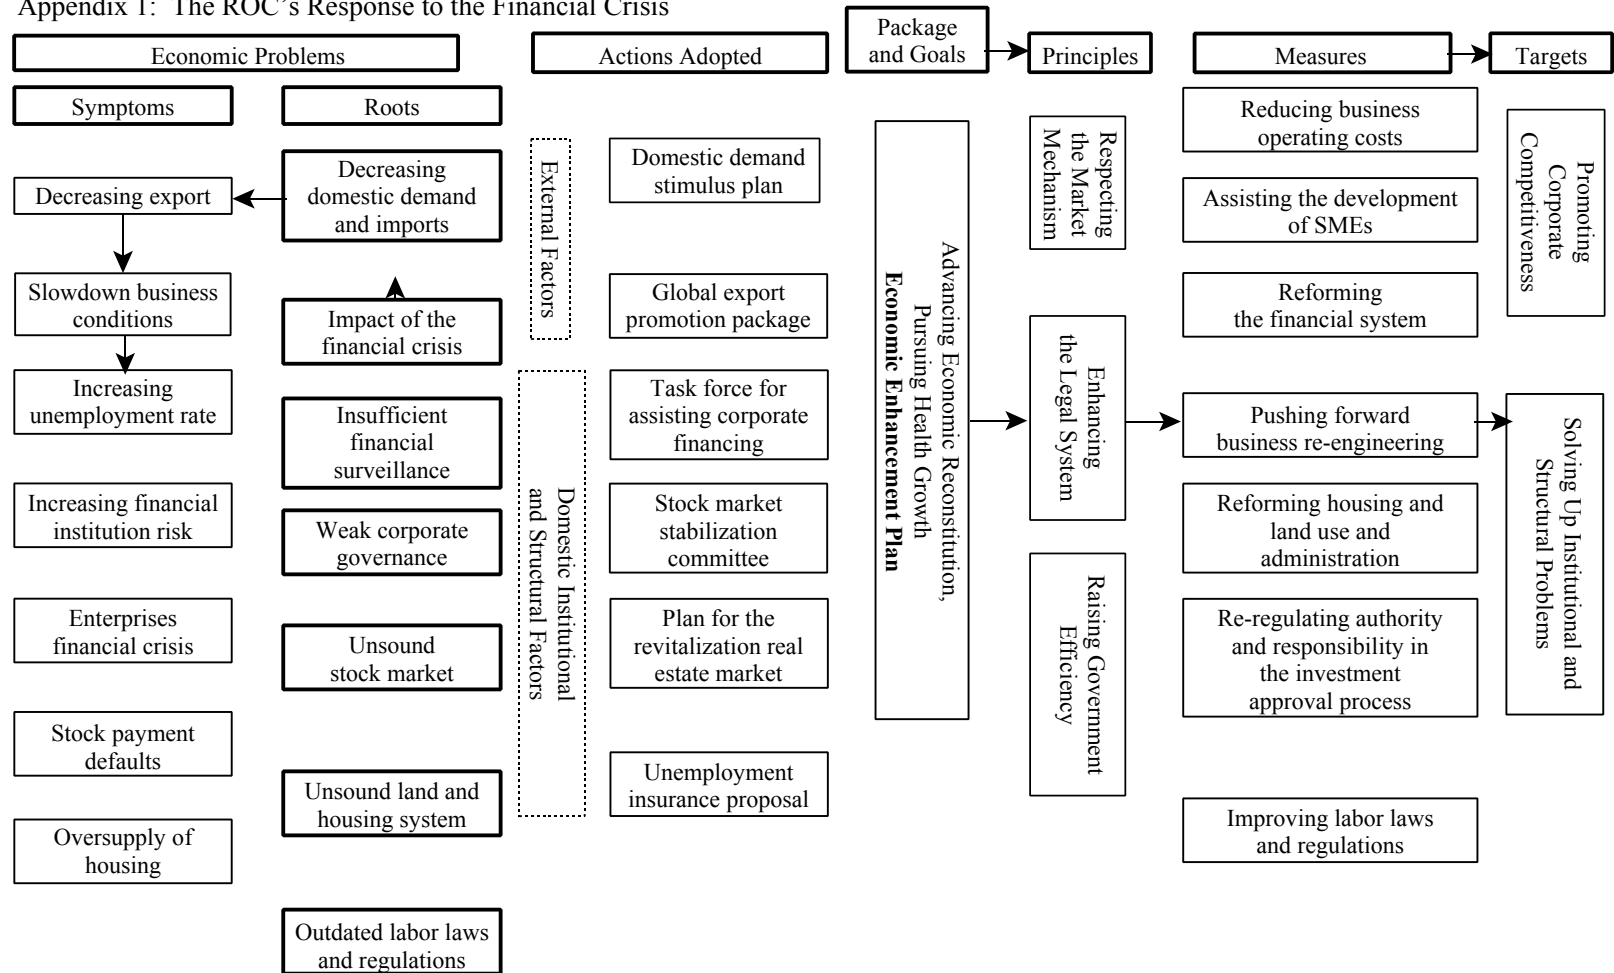 Appendix 1: The ROC's Response to the Financial Crisis
Economic Problems
Actions Adopted
Package
and Goals
Principles
Measures
Targets
Symptoms
Roots
Decreasing export
Slowdown business
conditions
Increasing
unemployment rate
Increasing financial
institution risk
Enterprises
financial crisis
Stock payment
defaults
Oversupply of
housing
Decreasing
domestic demand
and imports
Impact of the
financial crisis
Insufficient
financial
surveillance
Weak corporate
governance
Unsound
stock market
Unsound land and
housing system
Outdated labor laws
and regulations
External Factors
Domestic Institutional
and Structural Factors
Domestic demand
stimulus plan
Global export
promotion package
Task force for
assisting corporate
financing
Stock market
stabilization
committee
Plan for the
revitalization real
estate market
Unemployment
insurance proposal
Advancing Economic Reconstitution,
Pursuing Health Growth
Economic Enhancement Plan
Respecting
the Market
Mechanism
Enhancing
the Legal System
Raising Government
Efficiency
Reducing business
operating costs
Assisting the development
of SMEs
Reforming
the financial system
Pushing forward
business re-engineering
Reforming housing and
land use and
administration
Re-regulating authority
and responsibility in
the investment
approval process
Improving labor laws
and regulations
Promoting
Corporate
Competitiveness
Solving Up Institutional and
Structural Problems